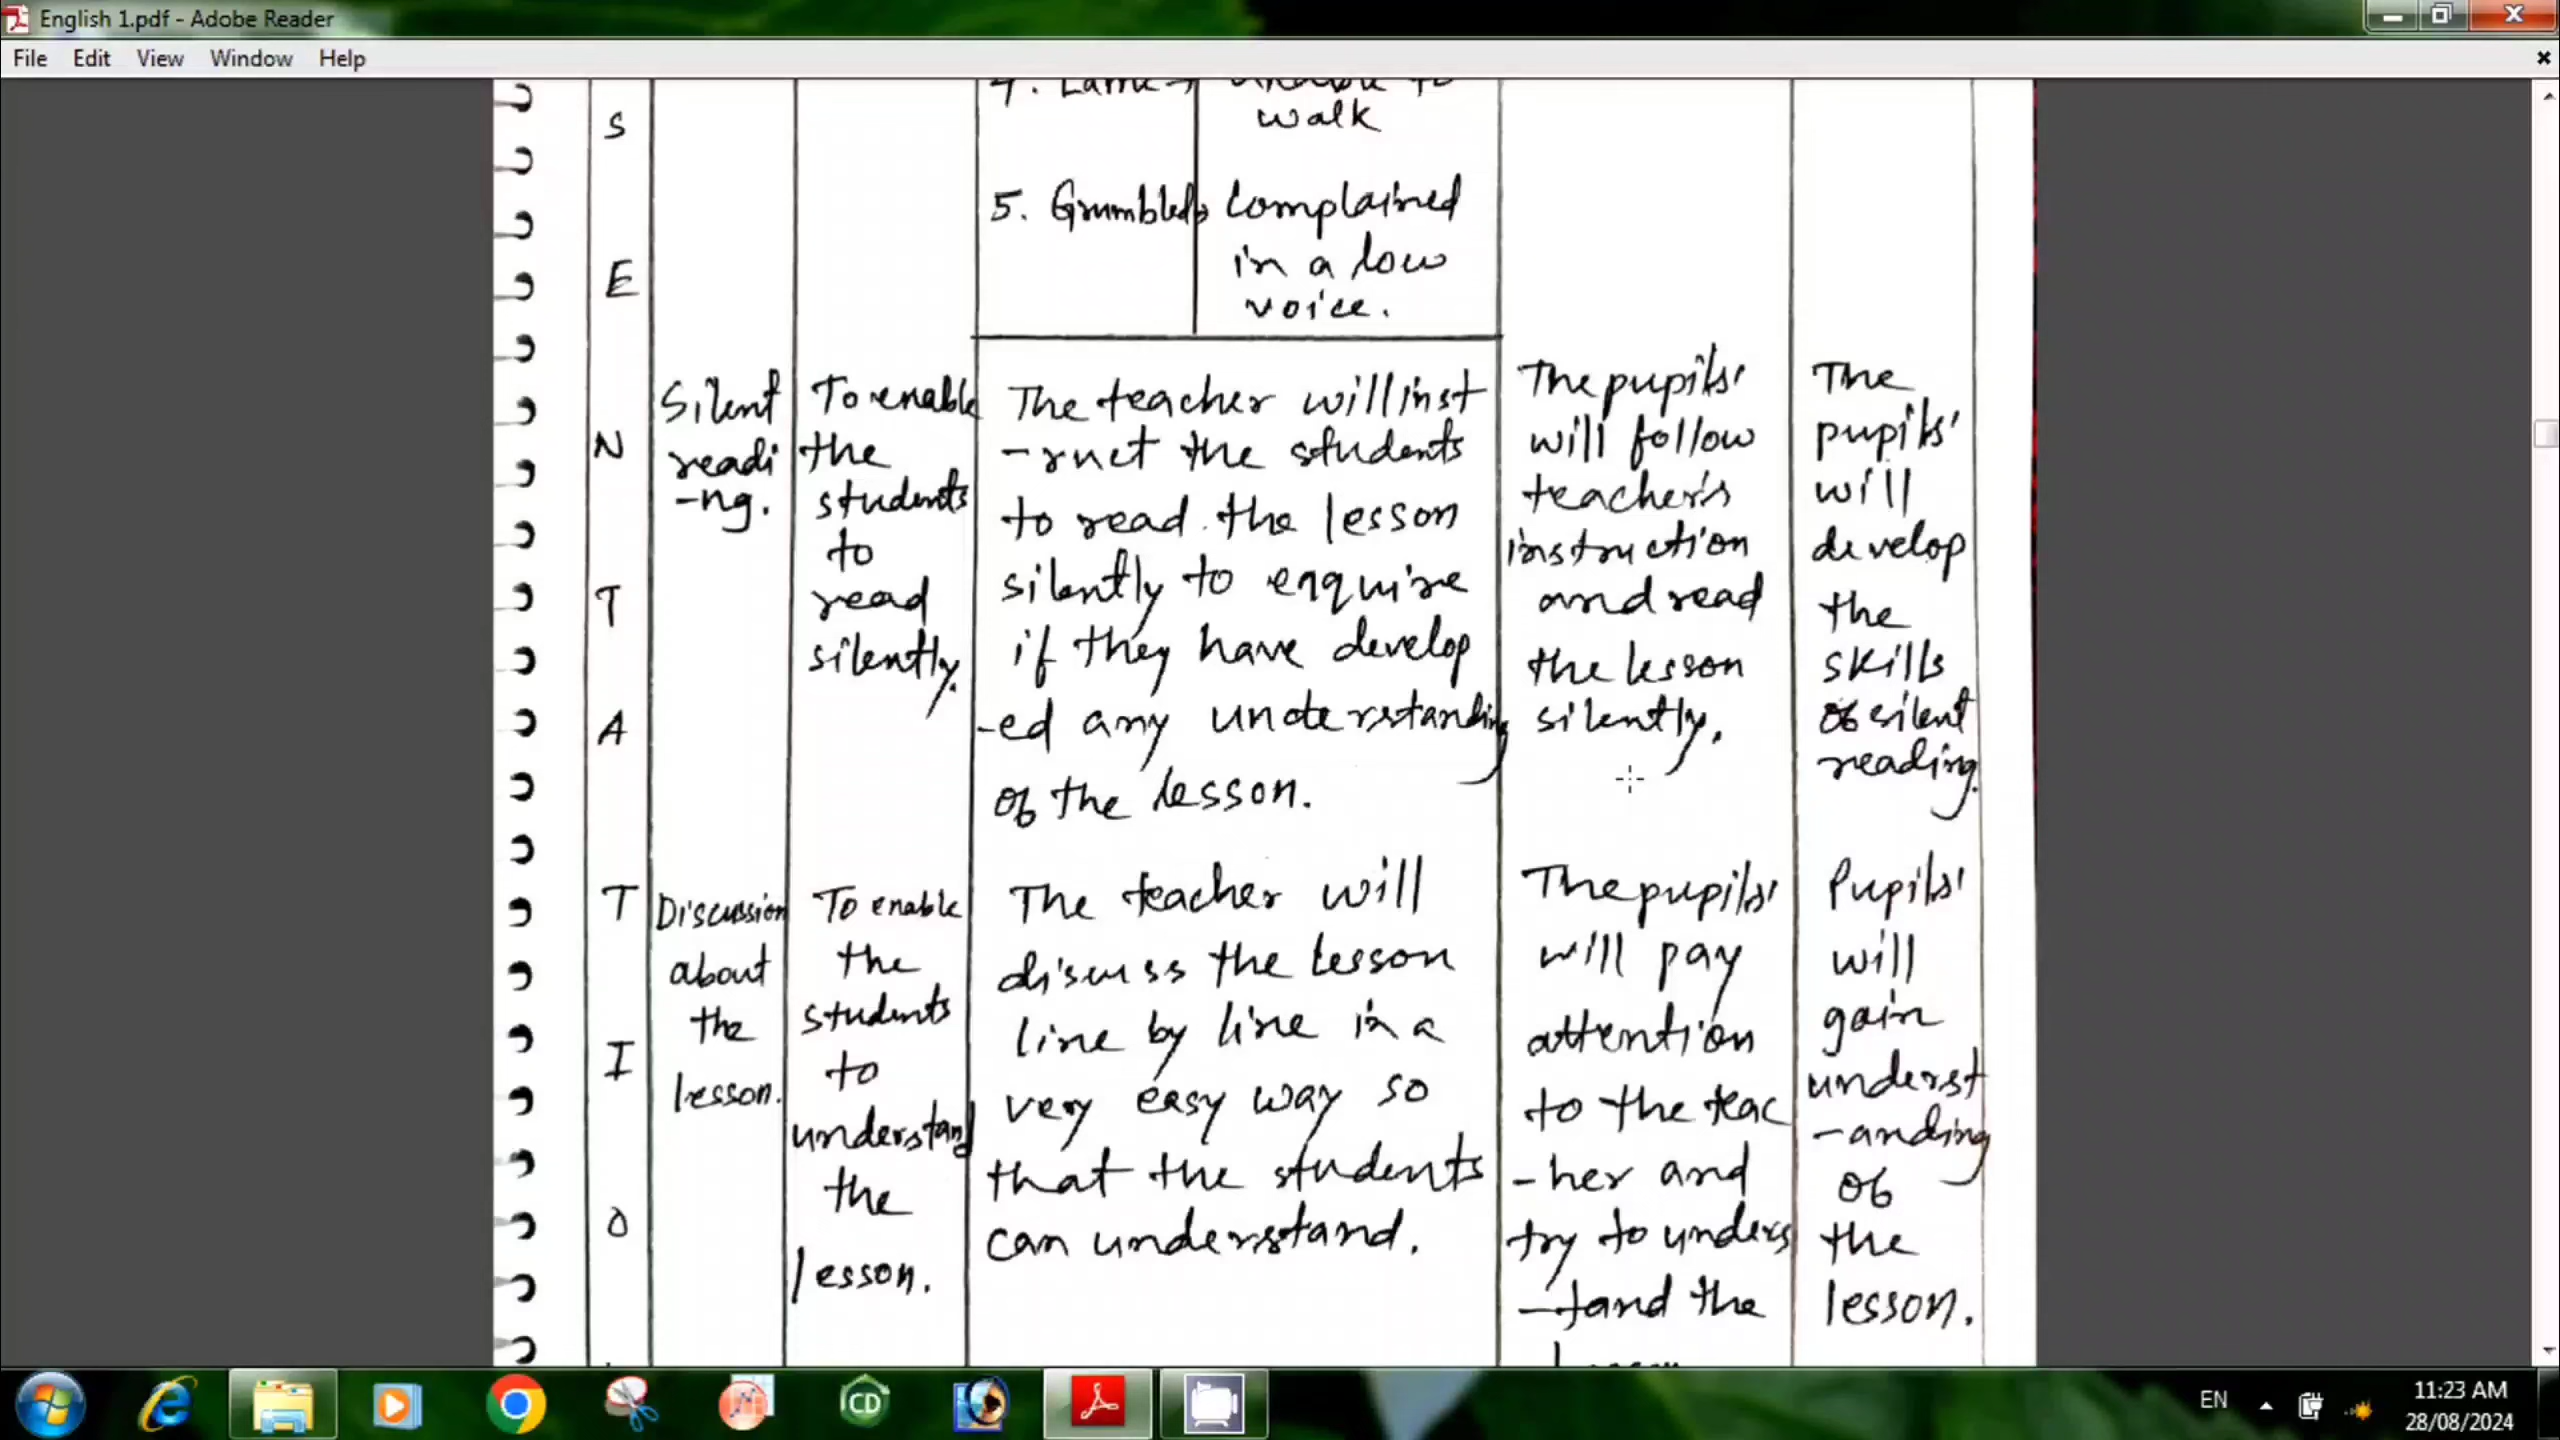 English 1.pdf - Adobe Reader
File Edit View Window Help
4. Lame → unable to
walk
5. Grumbled → complained
in a low
voice.
S
E
N
T
A
T
I
O
Silent
readi
-ng.
To enable
the
students
to
read
silently.
The teacher will inst
-ruct the students
to read the lesson
silently to enquire
if they have develop
-ed any understanding
of the lesson.
The pupils'
will follow
teacher's
instruction
and read
the lesson
silently.
The
pupils'
will
develop
the
skills
of silent
reading.
Discussion
about
the
lesson.
To enable
the
students
to
understand
the
lesson.
The teacher will
discuss the lesson
line by line in a
very easy way so
that the students
can understand.
The pupils'
will pay
attention
to the teac
-her and
try to unders
-tand the
lesson
Pupils'
will
gain
underst
-anding
of
the
lesson.
CD
EN
11:23 AM
28/08/2024